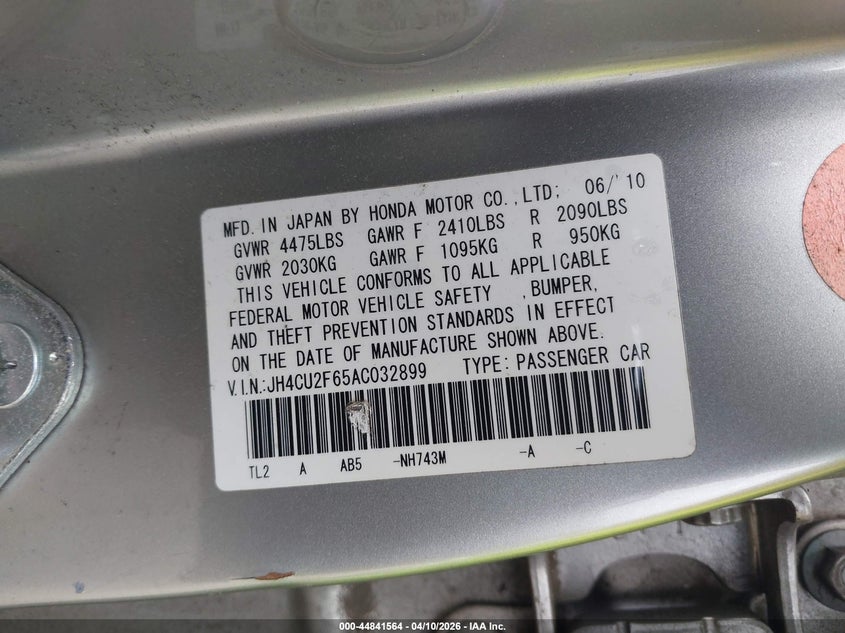 MFD. IN JAPAN BY HONDA MOTOR CO., LTD; 06/'10
GVWR 4475LBS GAWR F 2410LBS R 2090LBS
GVWR 2030KG GAWR F 1095KG R 950KG
THIS VEHICLE CONFORMS TO ALL APPLICABLE
FEDERAL MOTOR VEHICLE SAFETY ,BUMPER,
AND THEFT PREVENTION STANDARDS IN EFFECT
ON THE DATE OF MANUFACTURE SHOWN ABOVE.
V.I.N.:JH4CU2F65AC032899 TYPE: PASSENGER CAR
TL2 A AB5 -NH743M -A -C
000-44841564 - 04/10/2026 - IAA Inc.